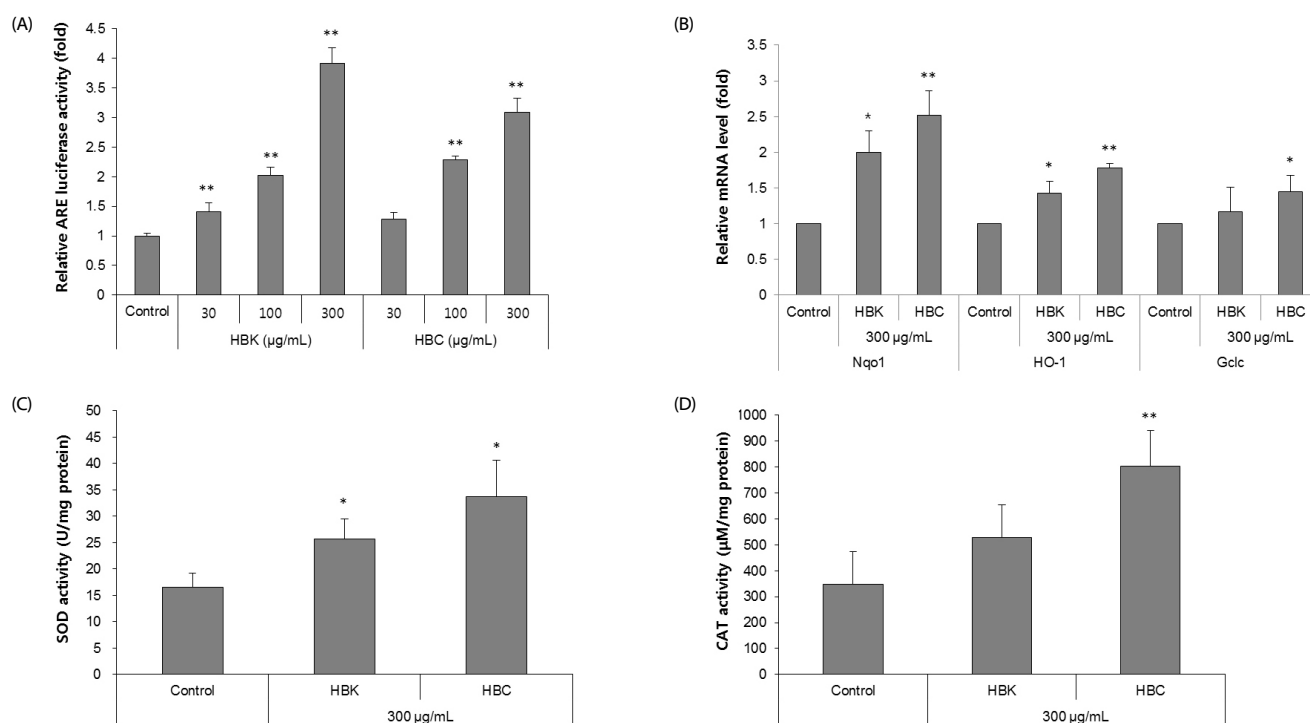 (A)
Relative ARE luciferase activity (fold)
4.5
4
3.5
3
2.5
2
1.5
1
0.5
0
**
**
**
**
**
Control
30
100
300
30
100
300
HBK (µg/mL)
HBC (µg/mL)
(B)
Relative mRNA level (fold)
3.5
3
2.5
2
1.5
1
0.5
0
*
**
*
**
*
Control
HBK
HBC
Control
HBK
HBC
Control
HBK
HBC
300 µg/mL
300 µg/mL
300 µg/mL
Nqo1
HO-1
Gclc
(C)
SOD activity (U/mg protein)
50
45
40
35
30
25
20
15
10
5
0
*
*
Control
HBK
HBC
300 µg/mL
(D)
CAT activity (µM/mg protein)
1000
900
800
700
600
500
400
300
200
100
0
**
Control
HBK
HBC
300 µg/mL